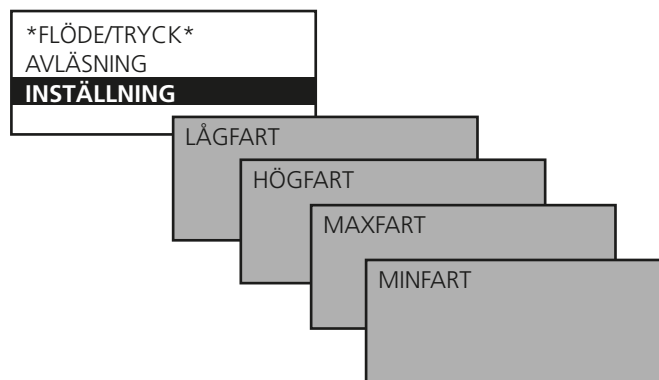 *FLÖDE/TRYCK*
AVLÄSNING
INSTÄLLNING
LÅGFART
HÖGFART
MAXFART
MINFART